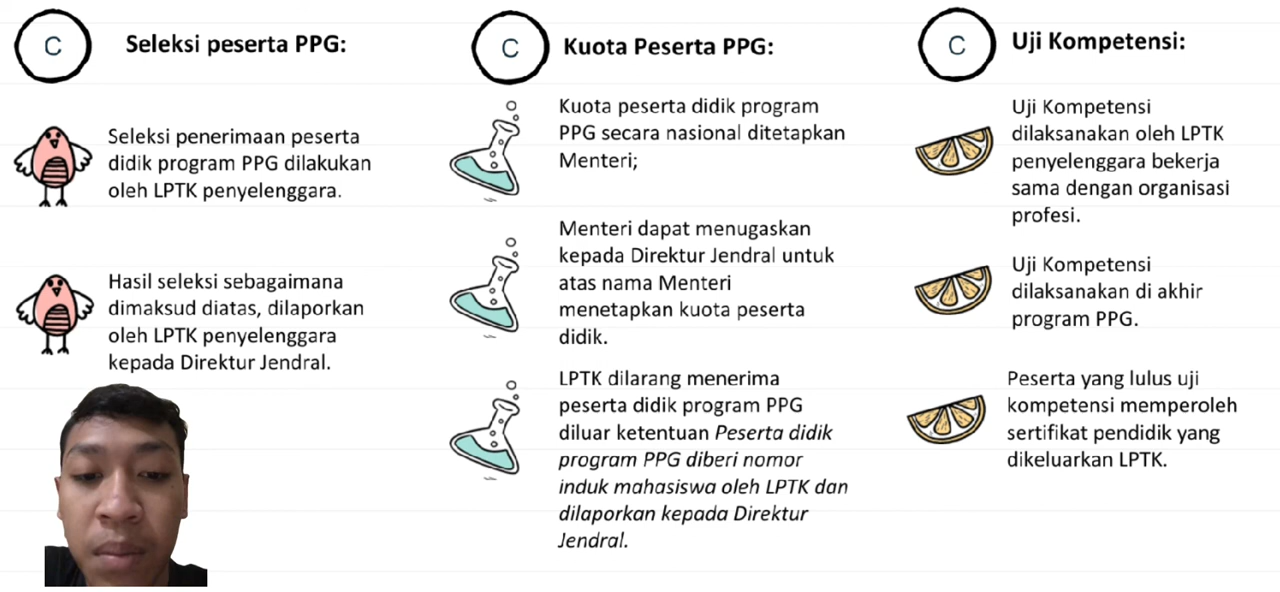 C
Seleksi peserta PPG:
Seleksi penerimaan peserta
didik program PPG dilakukan
oleh LPTK penyelenggara.
Hasil seleksi sebagaimana
dimaksud diatas, dilaporkan
oleh LPTK penyelenggara
kepada Direktur Jendral.
C
Kuota Peserta PPG:
Kuota peserta didik program
PPG secara nasional ditetapkan
Menteri;
Menteri dapat menugaskan
kepada Direktur Jendral untuk
atas nama Menteri
menetapkan kuota peserta
didik.
LPTK dilarang menerima
peserta didik program PPG
diluar ketentuan Peserta didik
program PPG diberi nomor
induk mahasiswa oleh LPTK dan
dilaporkan kepada Direktur
Jendral.
C
Uji Kompetensi:
Uji Kompetensi
dilaksanakan oleh LPTK
penyelenggara bekerja
sama dengan organisasi
profesi.
Uji Kompetensi
dilaksanakan di akhir
program PPG.
Peserta yang lulus uji
kompetensi memperoleh
sertifikat pendidik yang
dikeluarkan LPTK.